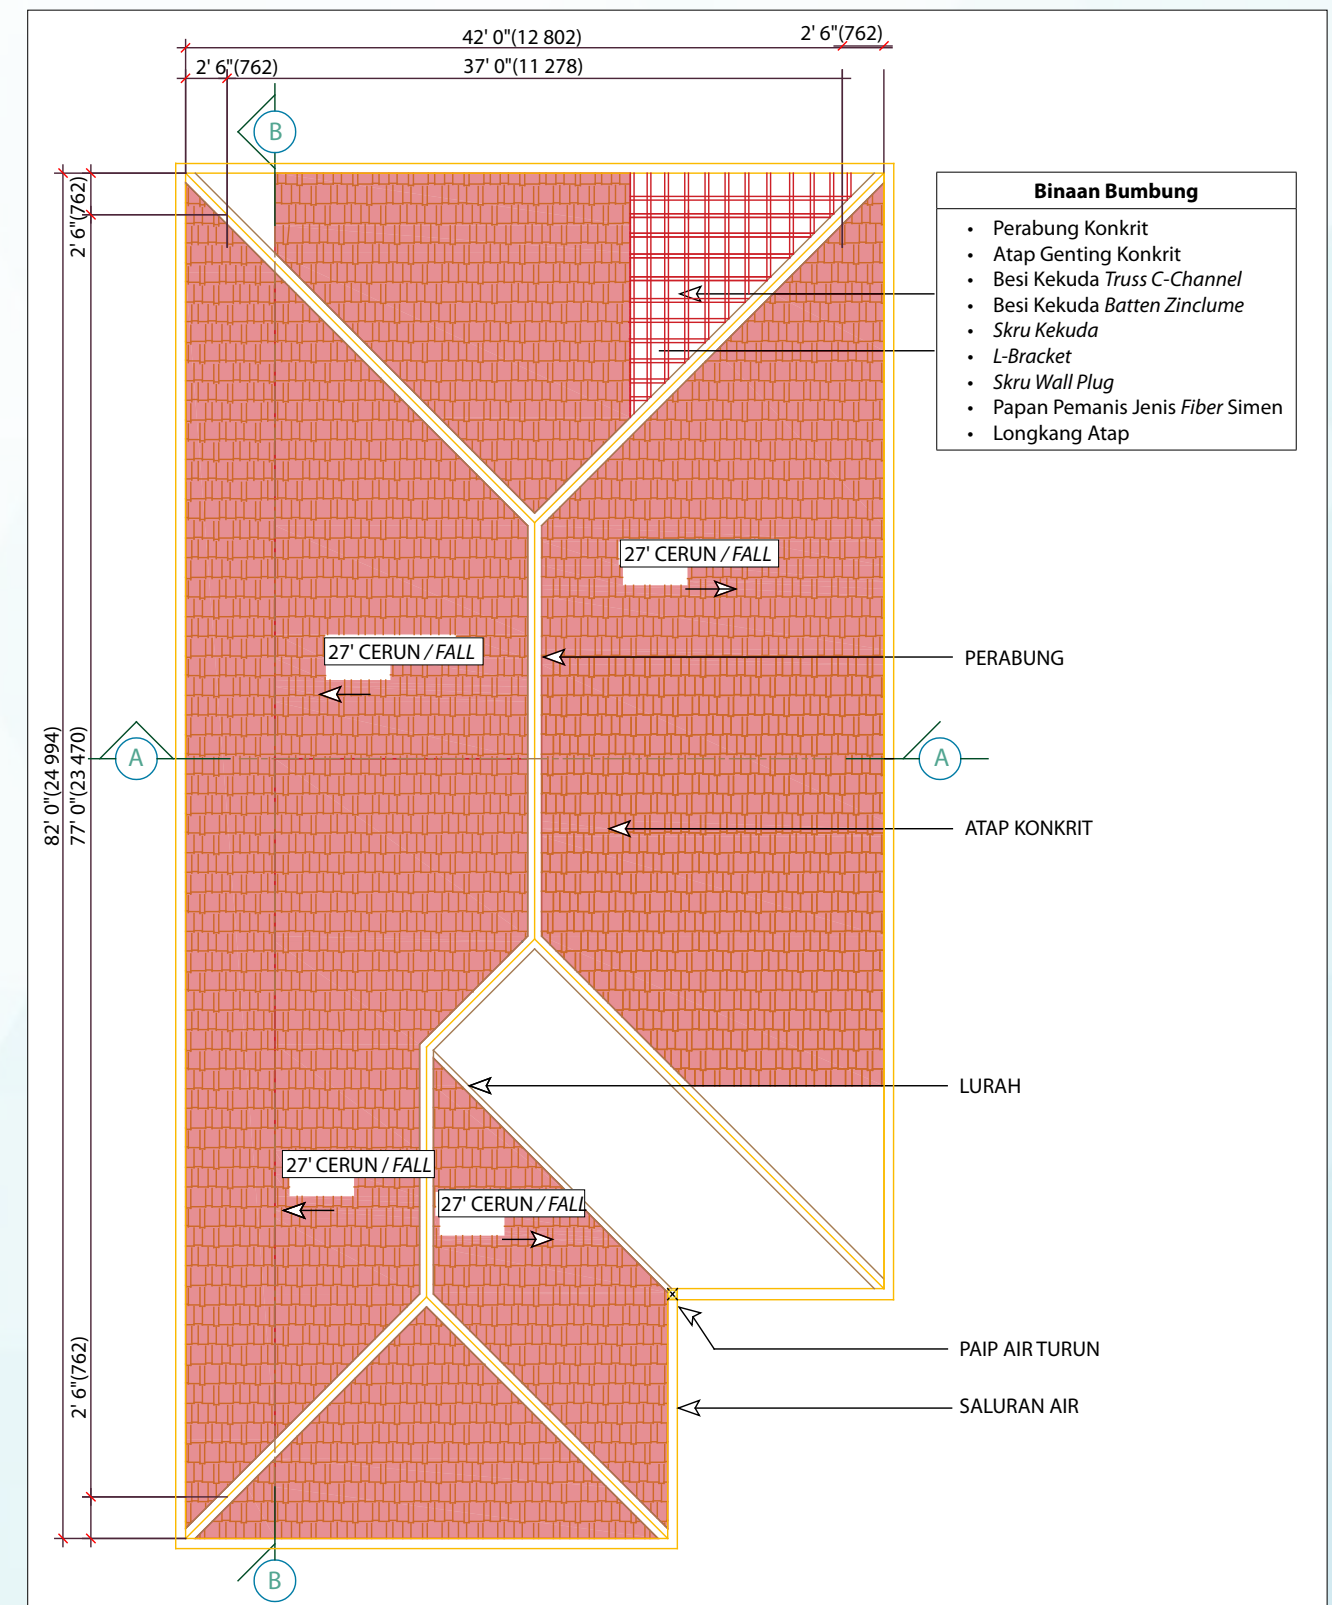 42' 0"(12 802)
2' 6"(762)
2' 6"(762)
37' 0"(11 278)
B
2' 6"(762)
Binaan Bumbung
• Perabung Konkrit
• Atap Genting Konkrit
• Besi Kekuda Truss C-Channel
• Besi Kekuda Batten Zinclume
• Skru Kekuda
• L-Bracket
• Skru Wall Plug
• Papan Pemanis Jenis Fiber Simen
• Longkang Atap
27' CERUN / FALL
27' CERUN / FALL
PERABUNG
82' 0"(24 994)
77' 0"(23 470)
A
A
ATAP KONKRIT
LURAH
27' CERUN / FALL
27' CERUN / FALL
PAIP AIR TURUN
2' 6"(762)
SALURAN AIR
B